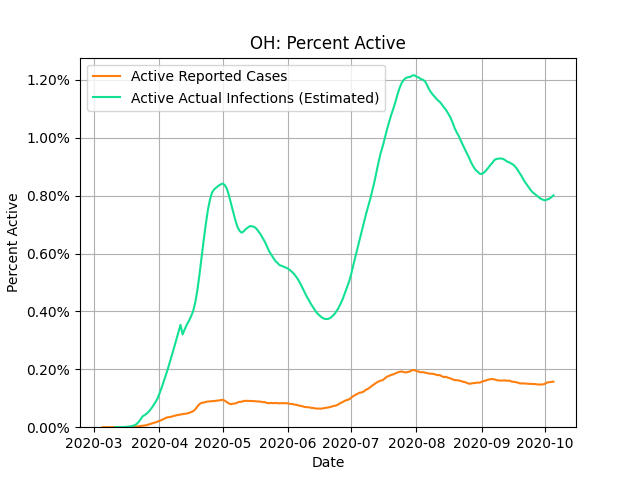 OH: Percent Active
Active Reported Cases
Active Actual Infections (Estimated)
Percent Active
1.20%
1.00%
0.80%
0.60%
0.40%
0.20%
0.00%
2020-03 2020-04 2020-05 2020-06 2020-07 2020-08 2020-09 2020-10
Date